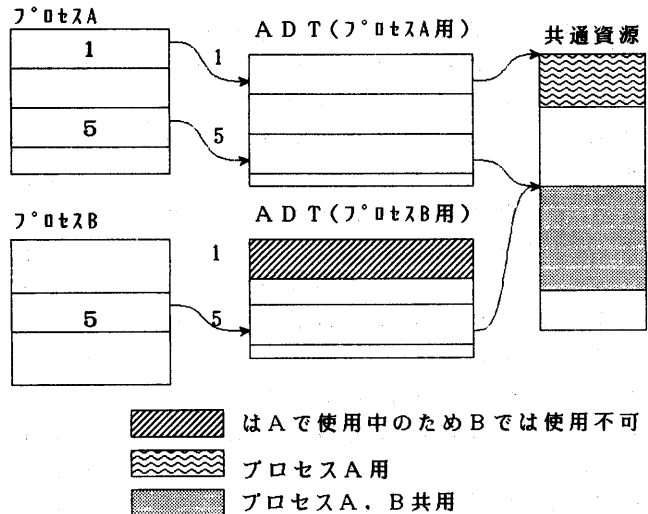 ﾌﾟﾛｾｽA
ADT(ﾌﾟﾛｾｽA用)
共通資源
1
1
5
5
ﾌﾟﾛｾｽB
ADT(ﾌﾟﾛｾｽB用)
1
5
5
はAで使用中のためBでは使用不可
プロセスA用
プロセスA，B共用